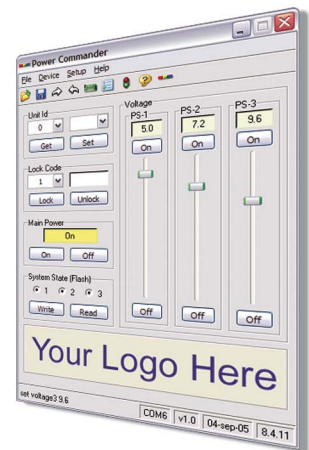 Power Commander
File Device Setup Help
Unit Id
0
Get Set
Lock Code
1
Lock Unlock
Main Power
On
On Off
System State (Flash)
1 2 3
Write Read
Voltage
PS-1 PS-2 PS-3
5.0 7.2 9.6
On On On
Off Off Off
Your Logo Here
set voltage3 9.6
COM6 v1.0 04-sep-05 8.4.11